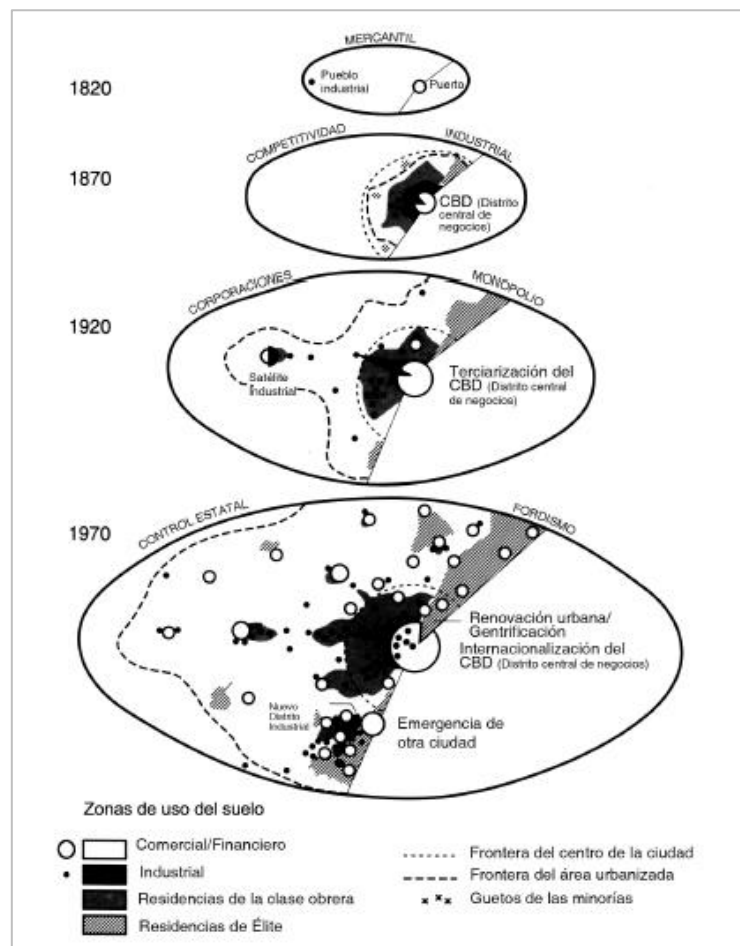 MERCANTIL
1820
Pueblo
industrial
Puerto
COMPETITIVIDAD
INDUSTRIAL
1870
CBD (Distrito
central de
negocios)
CORPORACIONES
MONOPOLIO
1920
Satélite
Industrial
Terciarización del
CBD (Distrito central
de negocios)
CONTROL ESTATAL
FORDISMO
1970
Renovación urbana/
Gentrificación
Internacionalización del
CBD (Distrito central de negocios)
Nuevo
Distrito
Industrial
Emergencia de
otra ciudad
Zonas de uso del suelo
Comercial/Financiero
Industrial
Residencias de la clase obrera
Residencias de Élite
Frontera del centro de la ciudad
Frontera del área urbanizada
Guetos de las minorías